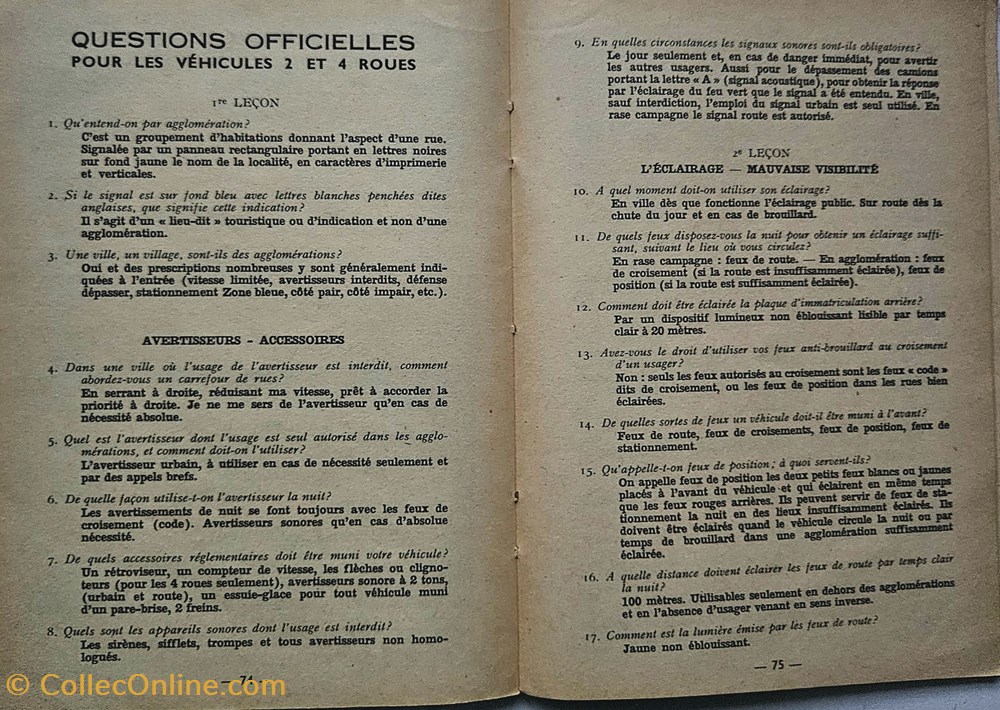 QUESTIONS OFFICIELLES
POUR LES VÉHICULES 2 ET 4 ROUES
1re LEÇON
1. Qu'entend-on par agglomération?
C'est un groupement d'habitations donnant l'aspect d'une rue.
Signalée par un panneau rectangulaire portant en lettres noires
sur fond jaune le nom de la localité, en caractères d'imprimerie
et verticales.
2. Si le signal est sur fond bleu avec lettres blanches penchées dites
anglaises, que signifie cette indication?
Il s'agit d'un « lieu-dit » touristique ou d'indication et non d'une
agglomération.
3. Une ville, un village, sont-ils des agglomérations?
Oui et des prescriptions nombreuses y sont généralement indi-
quées à l'entrée (vitesse limitée, avertisseurs interdits, défense
dépasser, stationnement Zone bleue, côté pair, côté impair, etc.).
AVERTISSEURS - ACCESSOIRES
4. Dans une ville où l'usage de l'avertisseur est interdit, comment
abordez-vous un carrefour de rues?
En serrant à droite, réduisant ma vitesse, prêt à accorder la
priorité à droite. Je ne me sers de l'avertisseur qu'en cas de
nécessité absolue.
5. Quel est l'avertisseur dont l'usage est seul autorisé dans les agglo-
mérations, et comment doit-on l'utiliser?
L'avertisseur urbain, à utiliser en cas de nécessité seulement et
par des appels brefs.
6. De quelle façon utilise-t-on l'avertisseur la nuit?
Les avertissements de nuit se font toujours avec les feux de
croisement (code). Avertisseurs sonores qu'en cas d'absolue
nécessité.
7. De quels accessoires réglementaires doit être muni votre véhicule?
Un rétroviseur, un compteur de vitesse, les flèches ou cligno-
teurs (pour les 4 roues seulement), avertisseurs sonore à 2 tons,
(urbain et route), un essuie-glace pour tout véhicule muni
d'un pare-brise, 2 freins.
8. Quels sont les appareils sonores dont l'usage est interdit?
Les sirènes, sifflets, trompes et tous avertisseurs non homo-
logués.
— 74 —
© CollecOnline.com
9. En quelles circonstances les signaux sonores sont-ils obligatoires?
Le jour seulement et, en cas de danger immédiat, pour avertir
les autres usagers. Aussi pour le dépassement des camions
portant la lettre « A » (signal acoustique), pour obtenir la réponse
par l'éclairage du feu vert que le signal a été entendu. En ville,
sauf interdiction, l'emploi du signal urbain est seul utilisé. En
rase campagne le signal route est autorisé.
2e LEÇON
L'ÉCLAIRAGE — MAUVAISE VISIBILITÉ
10. A quel moment doit-on utiliser son éclairage?
En ville dès que fonctionne l'éclairage public. Sur route dès la
chute du jour et en cas de brouillard.
11. De quels feux disposez-vous la nuit pour obtenir un éclairage suffi-
sant, suivant le lieu où vous circulez?
En rase campagne : feux de route. — En agglomération : feux
de croisement (si la route est insuffisamment éclairée), feux de
position (si la route est suffisamment éclairée).
12. Comment doit être éclairée la plaque d'immatriculation arrière?
Par un dispositif lumineux non éblouissant lisible par temps
clair à 20 mètres.
13. Avez-vous le droit d'utiliser vos feux anti-brouillard au croisement
d'un usager?
Non : seuls les feux autorisés au croisement sont les feux « code »
dits de croisement, ou les feux de position dans les rues bien
éclairées.
14. De quelles sortes de feux un véhicule doit-il être muni à l'avant?
Feux de route, feux de croisements, feux de position, feux de
stationnement.
15. Qu'appelle-t-on feux de position; à quoi servent-ils?
On appelle feux de position les deux petits feux blancs ou jaunes
placés à l'avant du véhicule et qui éclairent en même temps
que les feux rouges arrières. Ils peuvent servir de feux de sta-
tionnement la nuit en des lieux insuffisamment éclairés. Ils
doivent être éclairés quand le véhicule circule la nuit ou par
temps de brouillard dans une agglomération suffisamment
éclairée.
16. A quelle distance doivent éclairer les feux de route par temps clair
la nuit?
100 mètres. Utilisables seulement en dehors des agglomérations
et en l'absence d'usager venant en sens inverse.
17. Comment est la lumière émise par les feux de route?
Jaune non éblouissant.
— 75 —